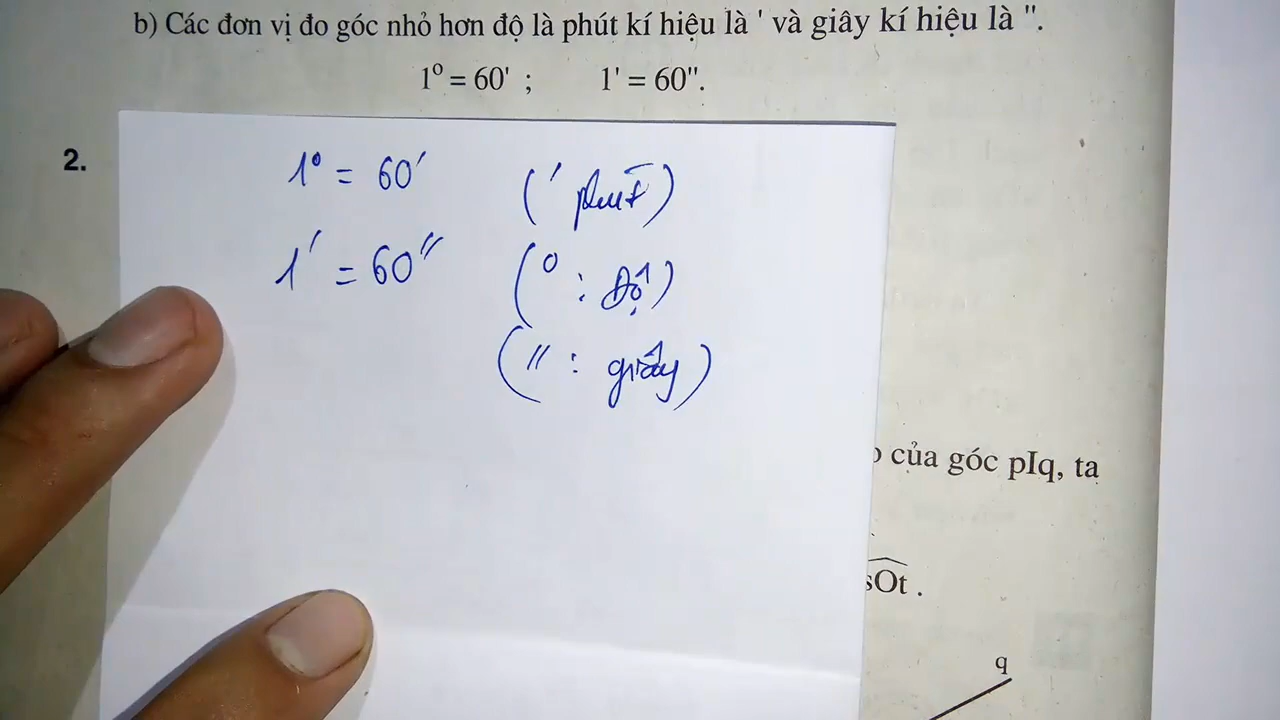 b) Các đơn vị đo góc nhỏ hơn độ là phút kí hiệu là ' và giây kí hiệu là ".
1° = 60' ; 1' = 60".
2.
1° = 60' (' phút)
1' = 60" (° : Độ)
(" : giây)
của góc pIq, ta
sOt .
q